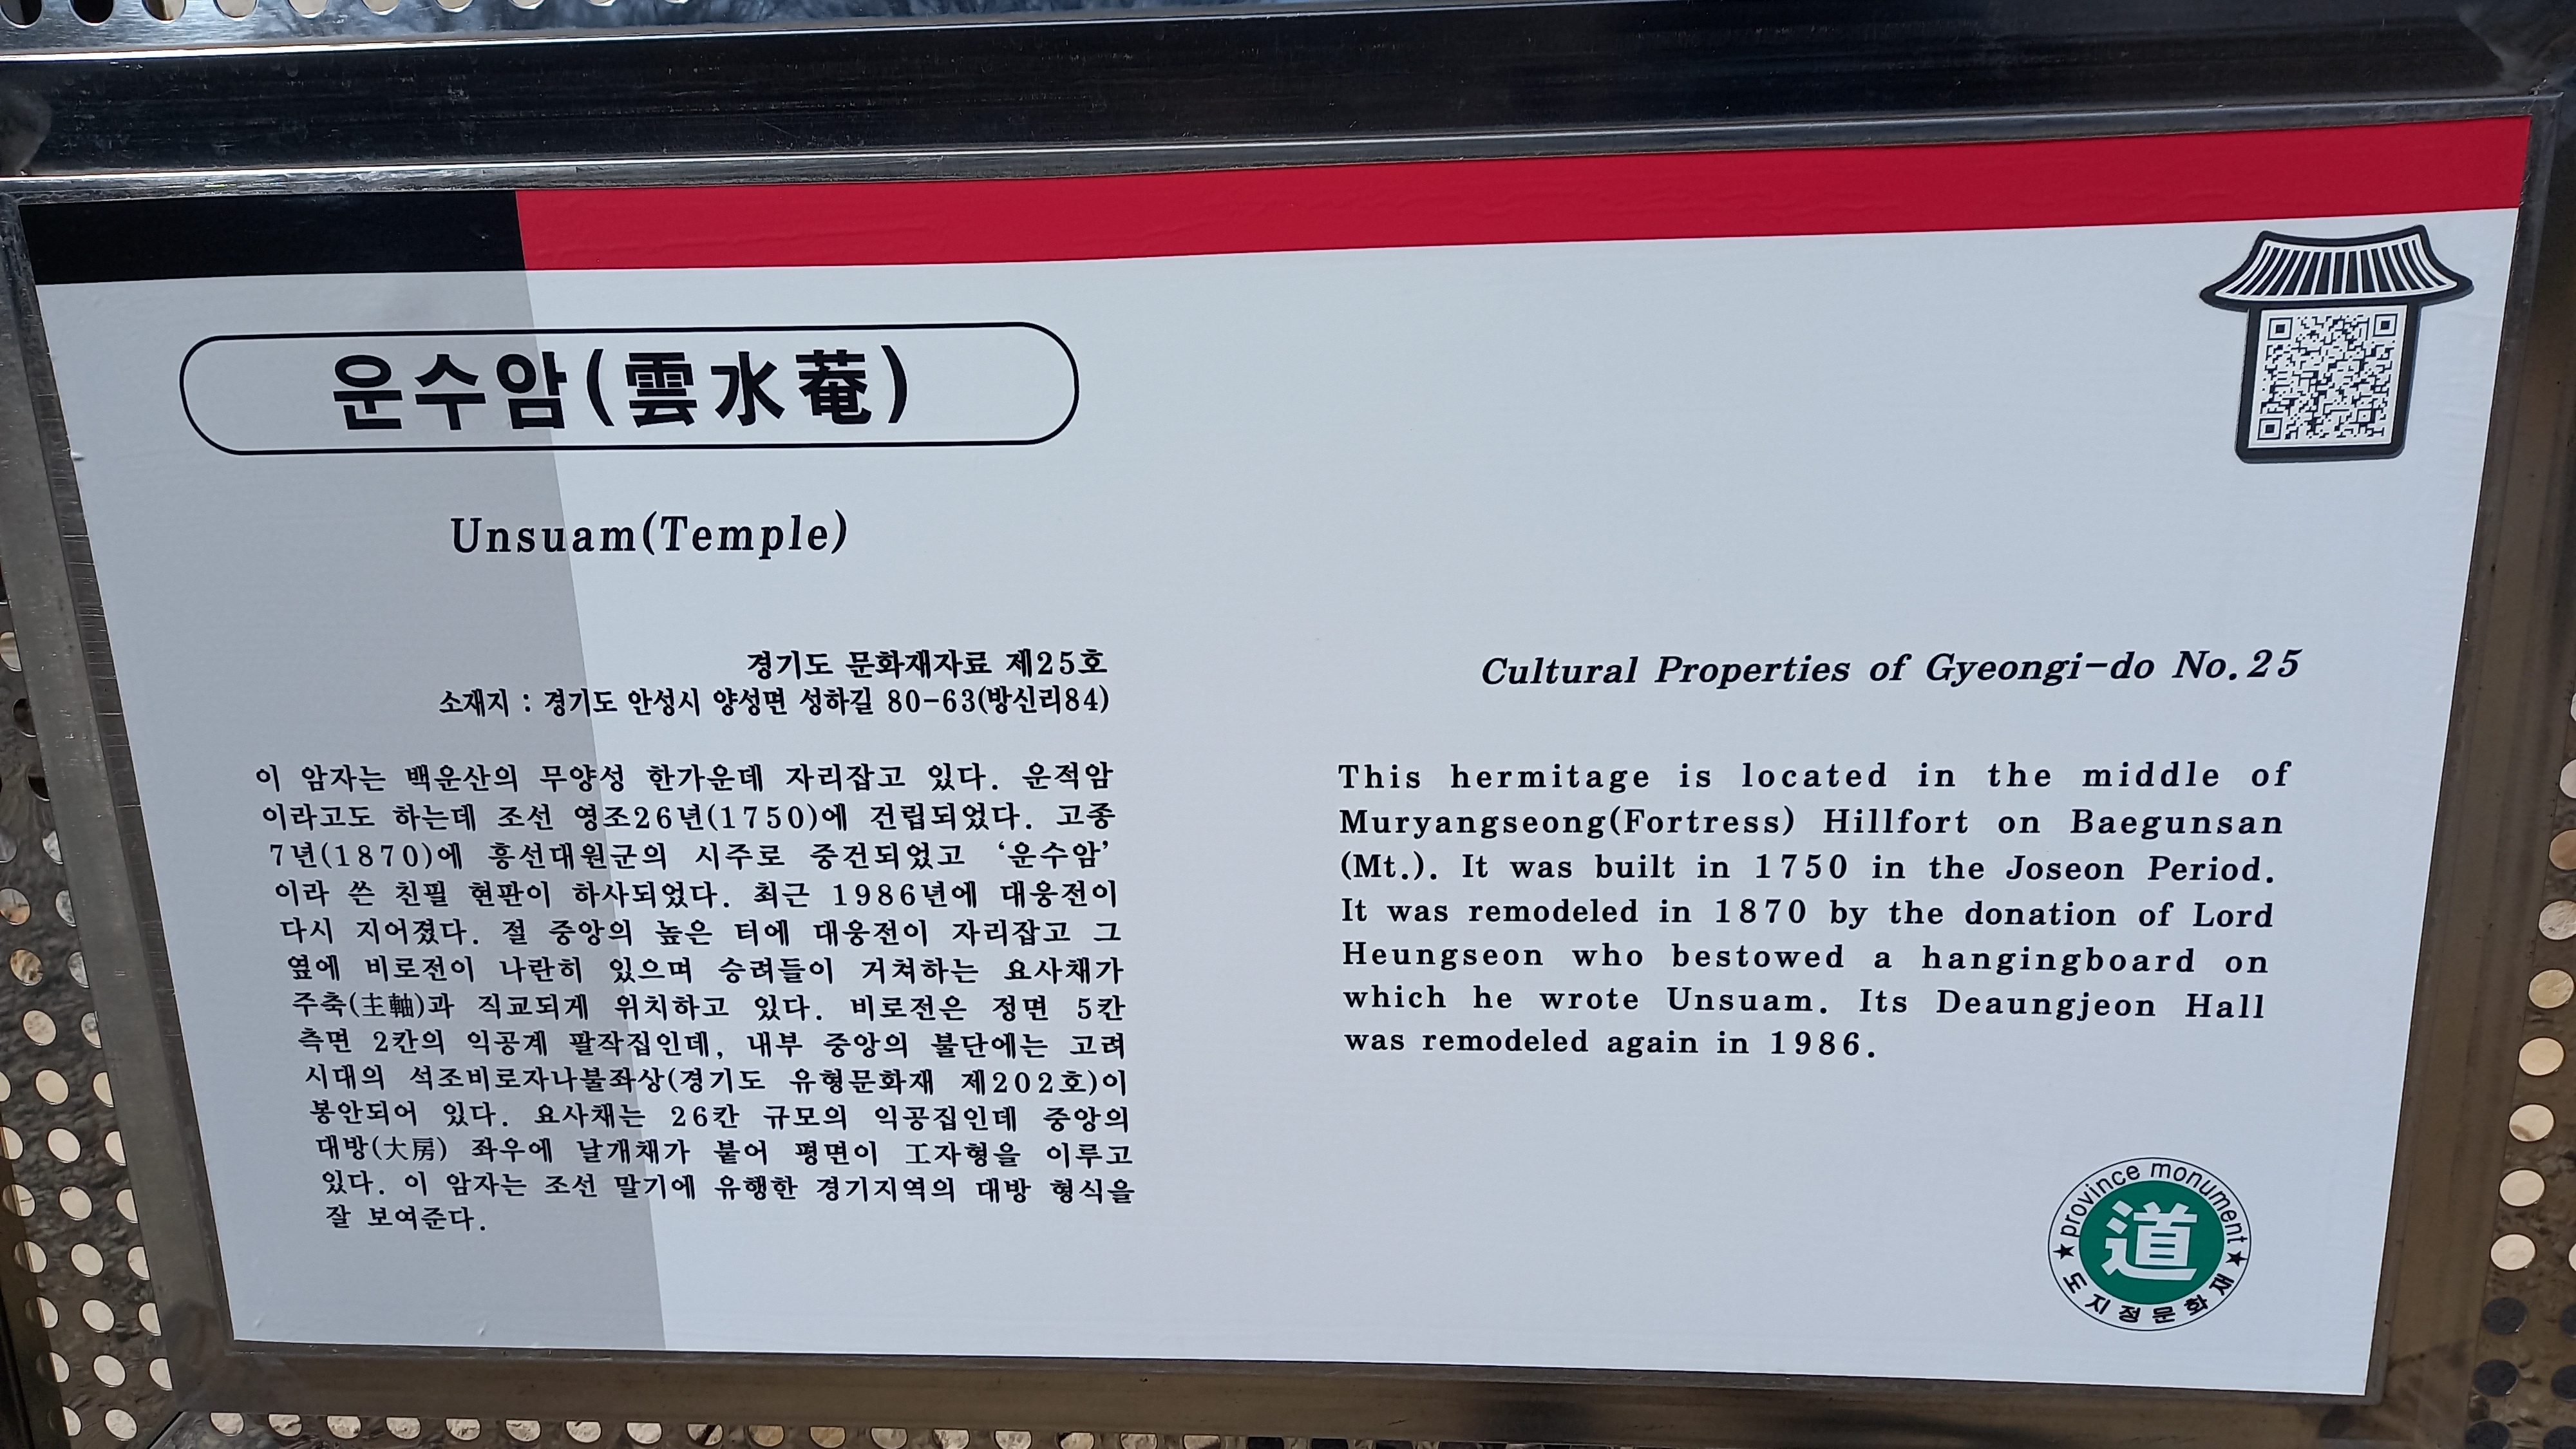 운수암(雲水菴)
Unsuam(Temple)
경기도 문화재자료 제25호
소재지 : 경기도 안성시 양성면 성하길 80-63(방신리84)
이 암자는 백운산의 무양성 한가운데 자리잡고 있다. 운적암
이라고도 하는데 조선 영조26년(1750)에 건립되었다. 고종
7년(1870)에 흥선대원군의 시주로 중건되었고 ‘운수암’
이라 쓴 친필 현판이 하사되었다. 최근 1986년에 대웅전이
다시 지어졌다. 절 중앙의 높은 터에 대웅전이 자리잡고 그
옆에 비로전이 나란히 있으며 승려들이 거쳐하는 요사채가
주축(主軸)과 직교되게 위치하고 있다. 비로전은 정면 5칸
측면 2칸의 익공계 팔작집인데, 내부 중앙의 불단에는 고려
시대의 석조비로자나불좌상(경기도 유형문화재 제202호)이
봉안되어 있다. 요사채는 26칸 규모의 익공집인데 중앙의
대방(大房) 좌우에 날개채가 붙어 평면이 工자형을 이루고
있다. 이 암자는 조선 말기에 유행한 경기지역의 대방 형식을
잘 보여준다.
Cultural Properties of Gyeongi-do No.25
This hermitage is located in the middle of
Muryangseong(Fortress) Hillfort on Baegunsan
(Mt.). It was built in 1750 in the Joseon Period.
It was remodeled in 1870 by the donation of Lord
Heungseon who bestowed a hangingboard on
which he wrote Unsuam. Its Deaungjeon Hall
was remodeled again in 1986.
province monument
道
도지정문화재